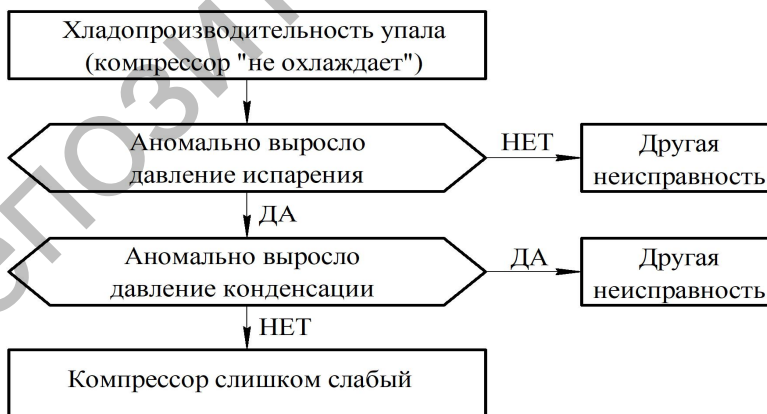 Хладопроизводительность упала
(компрессор "не охлаждает")
Аномально выросло
давление испарения
НЕТ
Другая
неисправность
ДА
Аномально выросло
давление конденсации
ДА
Другая
неисправность
НЕТ
Компрессор слишком слабый